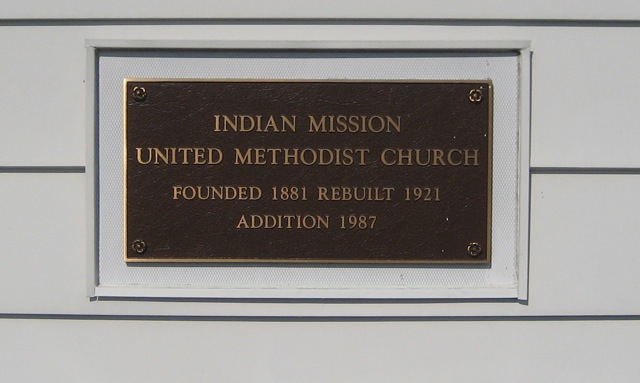 INDIAN MISSION
UNITED METHODIST CHURCH
FOUNDED 1881 REBUILT 1921
ADDITION 1987